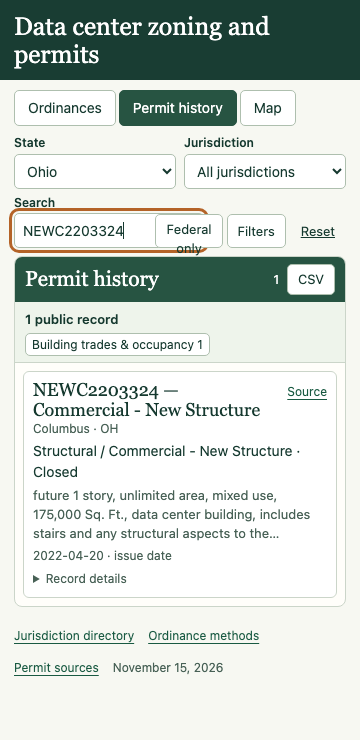 Data center zoning and
permits
Ordinances Permit history Map
State Jurisdiction
Ohio All jurisdictions
Search
NEWC2203324 Federal only Filters Reset
Permit history 1 CSV
1 public record
Building trades & occupancy 1
NEWC2203324 — Source
Commercial - New Structure
Columbus · OH
Structural / Commercial - New Structure ·
Closed
future 1 story, unlimited area, mixed use,
175,000 Sq. Ft., data center building, includes
stairs and any structural aspects to the…
2022-04-20 · issue date
Record details
Jurisdiction directory Ordinance methods
Permit sources November 15, 2026